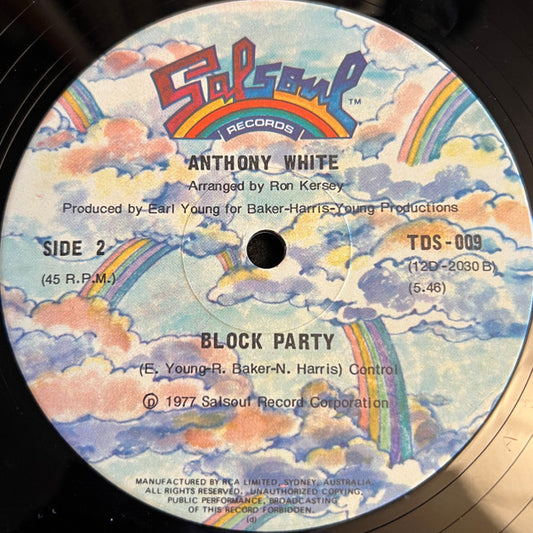 Salsoul TM
RECORDS
ANTHONY WHITE
Arranged by Ron Kersey
Produced by Earl Young for Baker-Harris-Young Productions
SIDE 2
TDS-009
(45 R.P.M.)
(12D-2030B)
(5.46)
BLOCK PARTY
(E. Young-R. Baker-N. Harris) Control
℗ 1977 Salsoul Record Corporation
MANUFACTURED BY RCA LIMITED, SYDNEY, AUSTRALIA.
ALL RIGHTS RESERVED. UNAUTHORIZED COPYING,
PUBLIC PERFORMANCE, BROADCASTING
OF THIS RECORD FORBIDDEN.
(d)